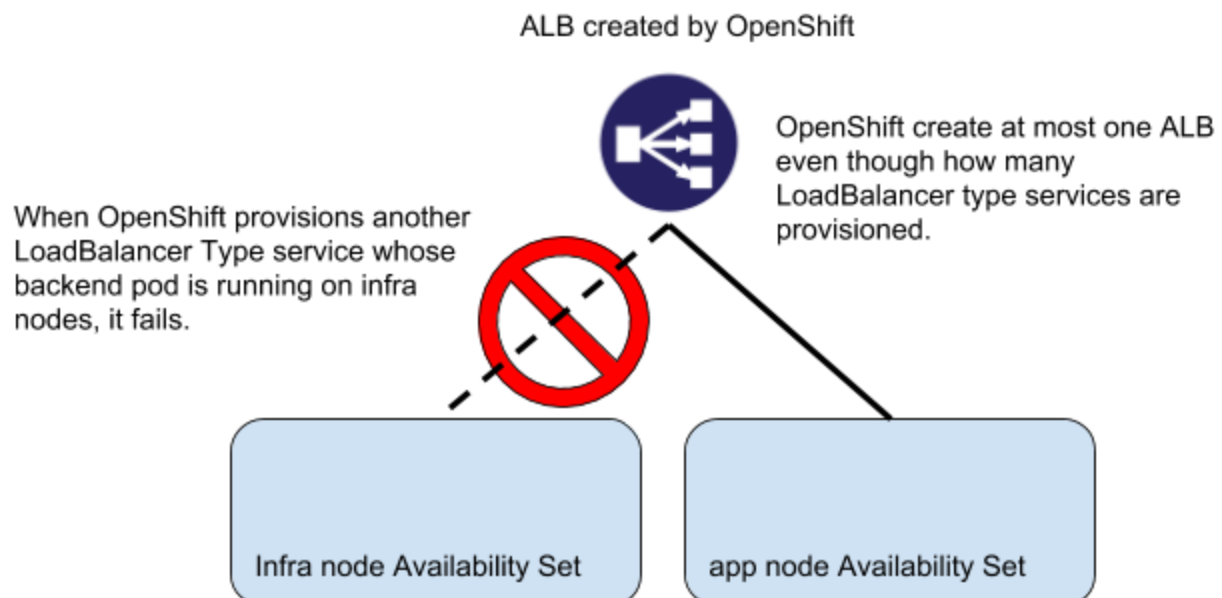 ALB created by OpenShift
OpenShift create at most one ALB
even though how many
LoadBalancer type services are
provisioned.
When OpenShift provisions another
LoadBalancer Type service whose
backend pod is running on infra
nodes, it fails.
Infra node Availability Set
app node Availability Set